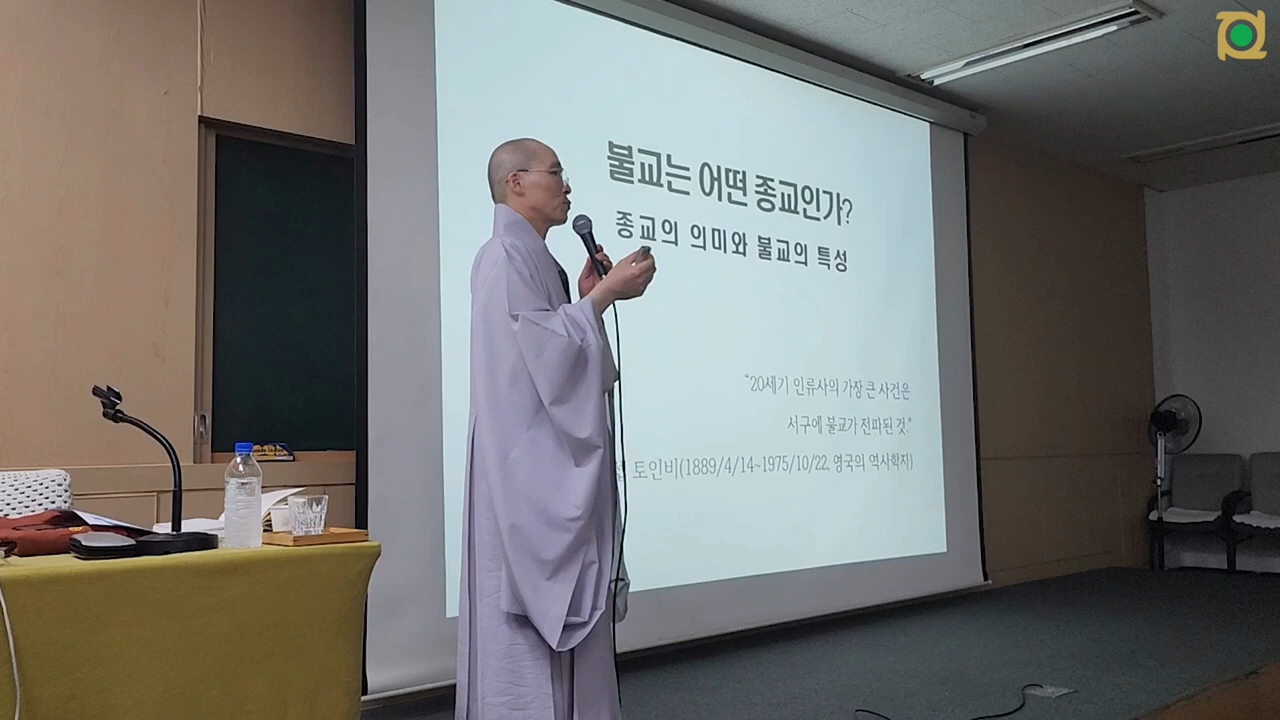 불교는 어떤 종교인가?
종교의 의미와 불교의 특성
“20세기 인류사의 가장 큰 사건은
서구에 불교가 전파된 것.”
토인비(1889/4/14~1975/10/22, 영국의 역사학자)